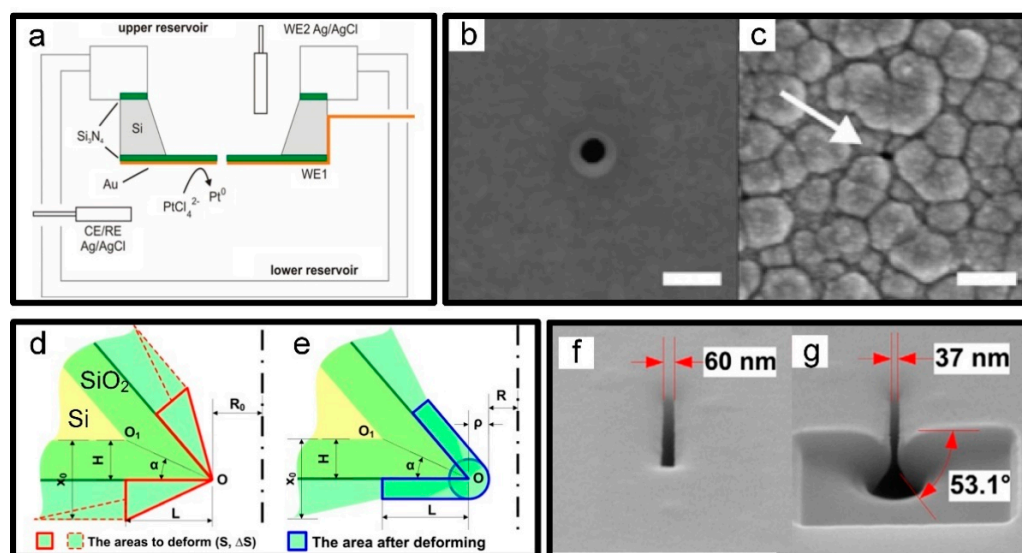 a
upper reservoir
WE2 Ag/AgCl
Si₃N₄
Si
Au
PtCl₄²⁻
Pt⁰
WE1
CE/RE
Ag/AgCl
lower reservoir
b
c
d
SiO₂
Si
O₁
R₀
x₀
H
α
O
L
The areas to deform (S, ΔS)
e
R
ρ
O₁
x₀
H
α
O
L
The area after deforming
f
60 nm
g
37 nm
53.1°